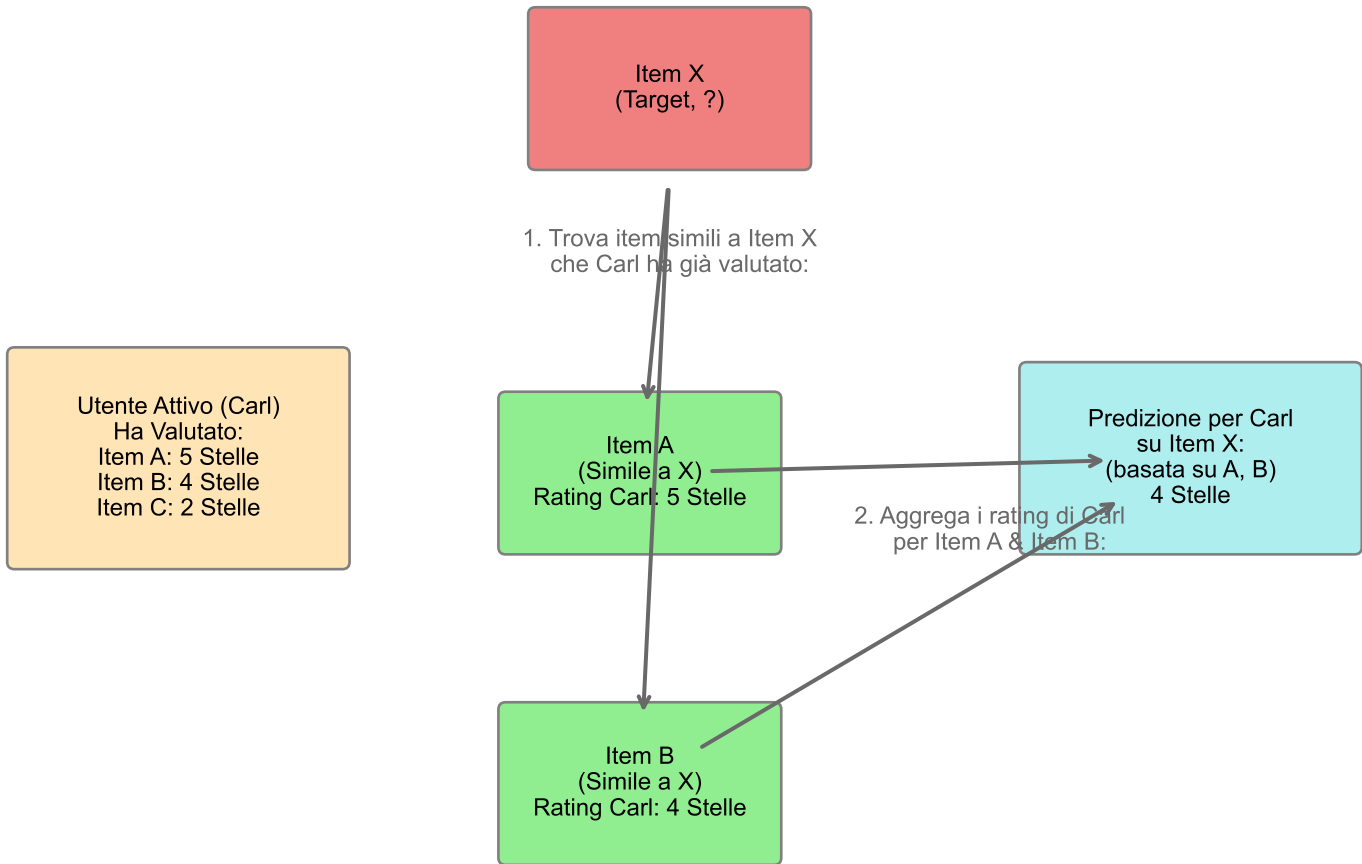 Item X
(Target, ?)
1. Trova item simili a Item X
che Carl ha già valutato:
Utente Attivo (Carl)
Ha Valutato:
Item A: 5 Stelle
Item B: 4 Stelle
Item C: 2 Stelle
Item A
(Simile a X)
Rating Carl: 5 Stelle
Predizione per Carl
su Item X:
(basata su A, B)
4 Stelle
2. Aggrega i rating di Carl
per Item A & Item B:
Item B
(Simile a X)
Rating Carl: 4 Stelle